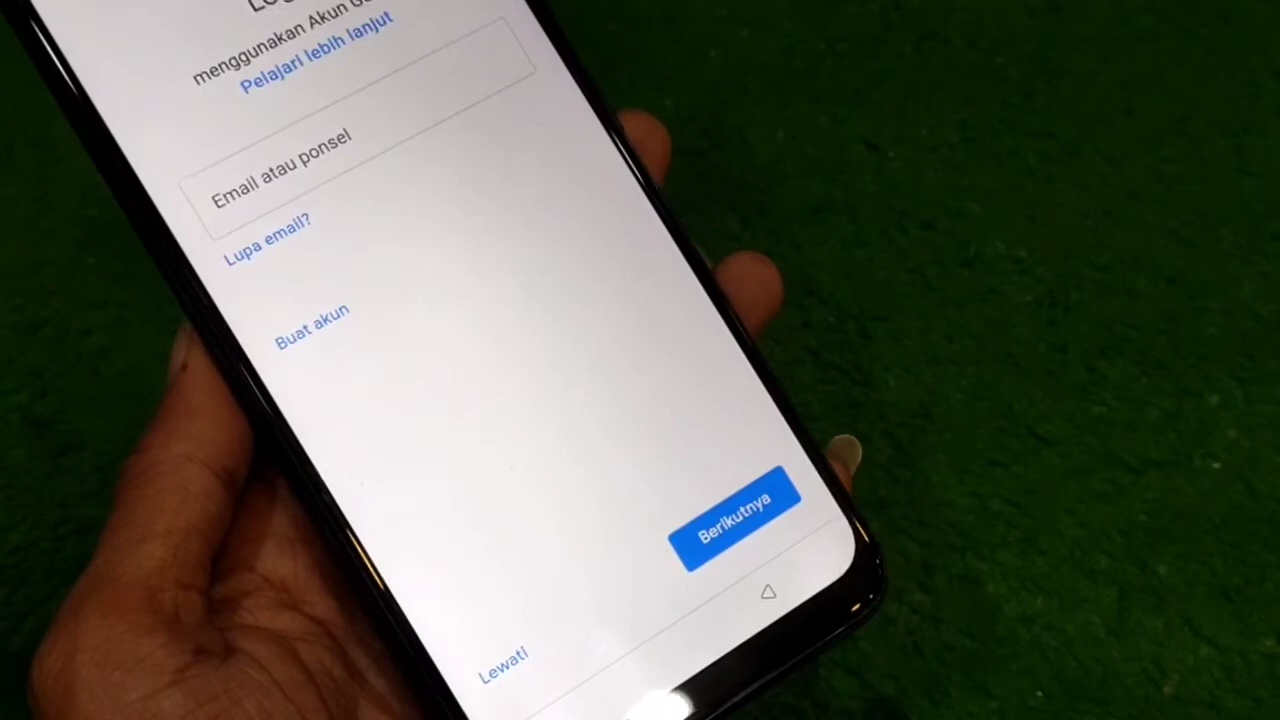 menggunakan Akun
Pelajari lebih lanjut
Email atau ponsel
Lupa email?
Buat akun
Berikutnya
Lewati